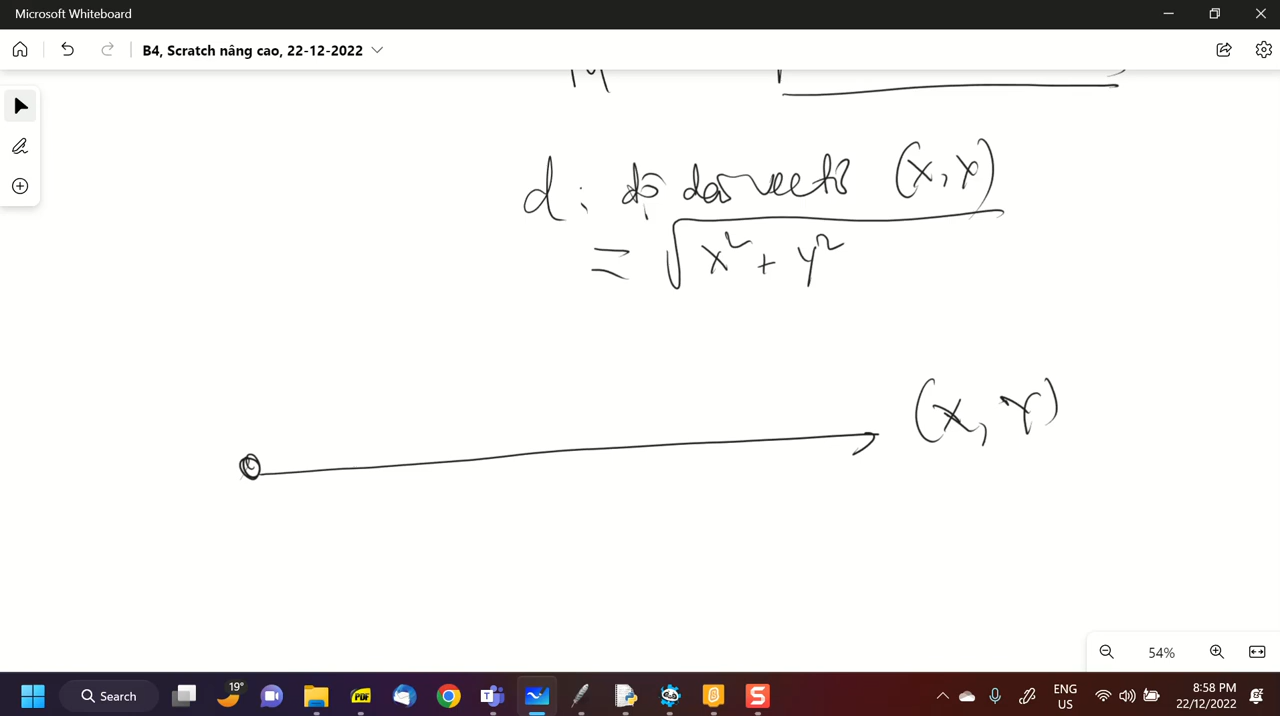 Microsoft Whiteboard
B4, Scratch nâng cao, 22-12-2022
d: độ dài vectơ (x, y)
= √x² + y²
(x, y)
54%
19°
Search
PDF
ENG
US
8:58 PM
22/12/2022